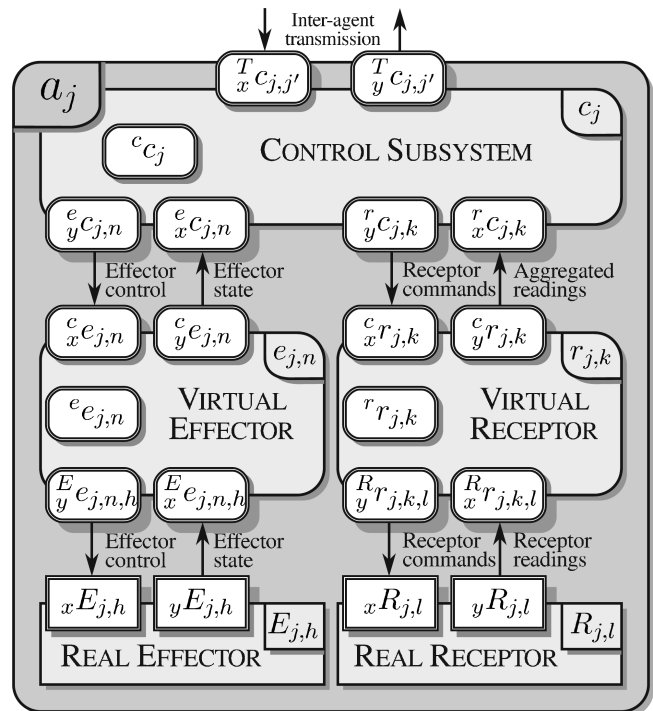 Inter-agent
transmission
a_j
^T_x c_{j,j'} ^T_y c_{j,j'}
c_j
^c c_j
CONTROL SUBSYSTEM
^e_y c_{j,n} ^e_x c_{j,n} ^r_y c_{j,k} ^r_x c_{j,k}
Effector
control
Effector
state
Receptor
commands
Aggregated
readings
^c_x e_{j,n} ^c_y e_{j,n} ^c_x r_{j,k} ^c_y r_{j,k}
e_{j,n}
r_{j,k}
^e e_{j,n}
VIRTUAL
EFFECTOR
^r r_{j,k}
VIRTUAL
RECEPTOR
^E_y e_{j,n,h} ^E_x e_{j,n,h} ^R_y r_{j,k,l} ^R_x r_{j,k,l}
Effector
control
Effector
state
Receptor
commands
Receptor
readings
_x E_{j,h} _y E_{j,h} _x R_{j,l} _y R_{j,l}
E_{j,h}
R_{j,l}
REAL EFFECTOR
REAL RECEPTOR